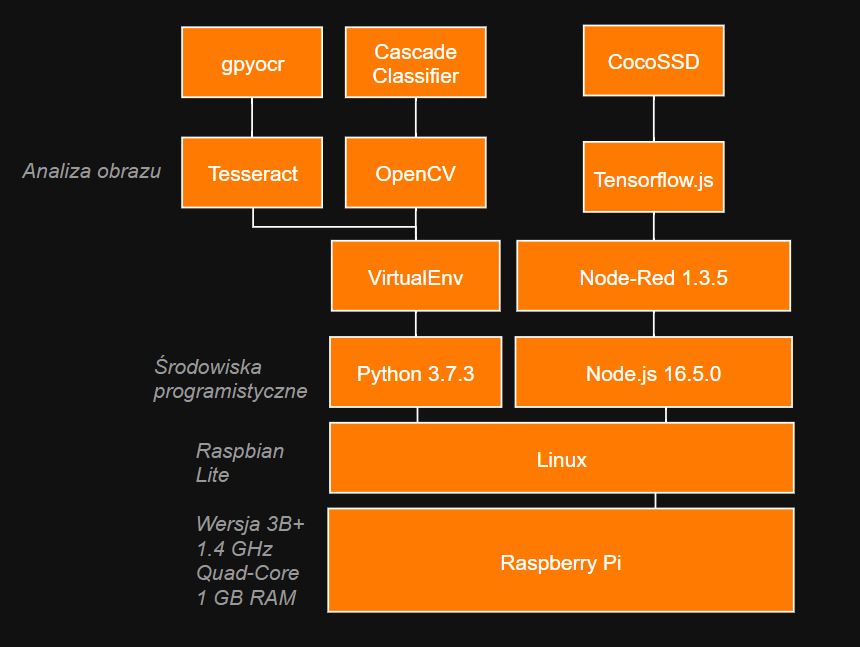 gpyocr
Cascade
Classifier
CocoSSD
Analiza obrazu
Tesseract
OpenCV
Tensorflow.js
VirtualEnv
Node-Red 1.3.5
Środowiska
programistyczne
Python 3.7.3
Node.js 16.5.0
Raspbian
Lite
Linux
Wersja 3B+
1.4 GHz
Quad-Core
1 GB RAM
Raspberry Pi